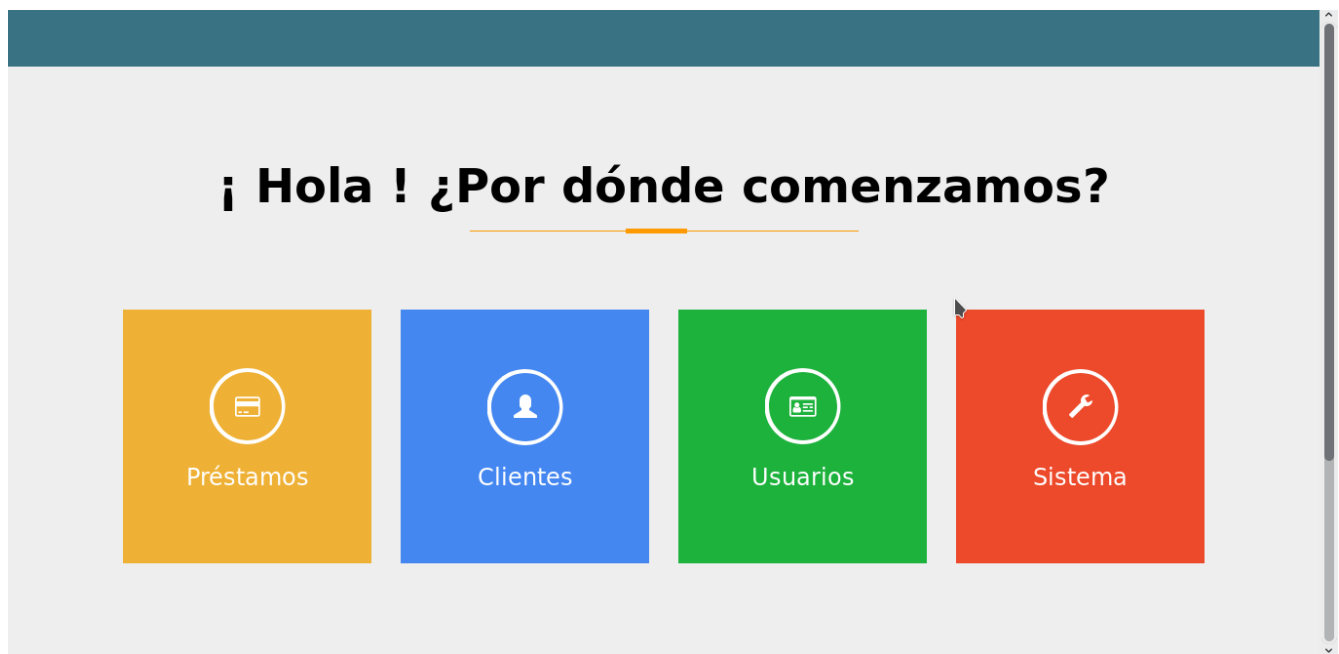 ¡ Hola ! ¿Por dónde comenzamos?
Préstamos
Clientes
Usuarios
Sistema